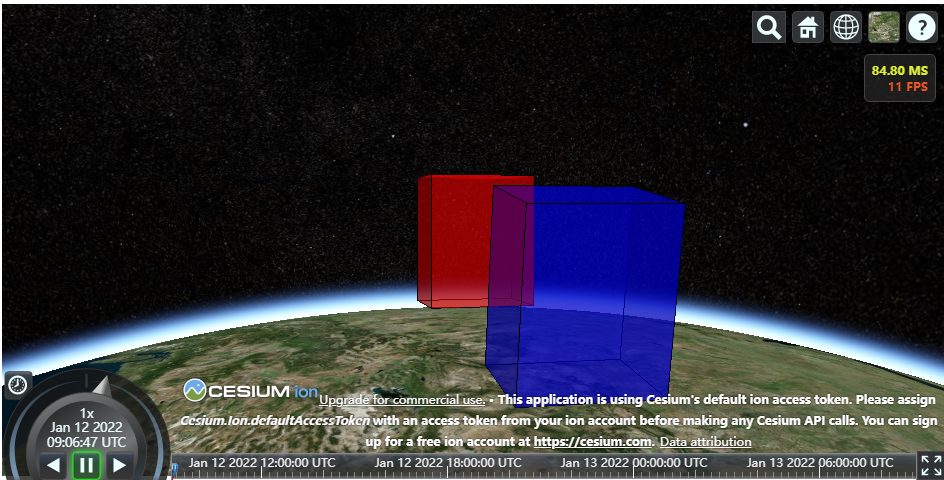 ?
84.80 MS
11 FPS
CESIUM ion
Upgrade for commercial use. • This application is using Cesium's default ion access token. Please assign
Cesium.Ion.defaultAccessToken with an access token from your ion account before making any Cesium API calls. You can sign
up for a free ion account at https://cesium.com. Data attribution
1x
Jan 12 2022
09:06:47 UTC
Jan 12 2022 12:00:00 UTC
Jan 12 2022 18:00:00 UTC
Jan 13 2022 00:00:00 UTC
Jan 13 2022 06:00:00 UTC